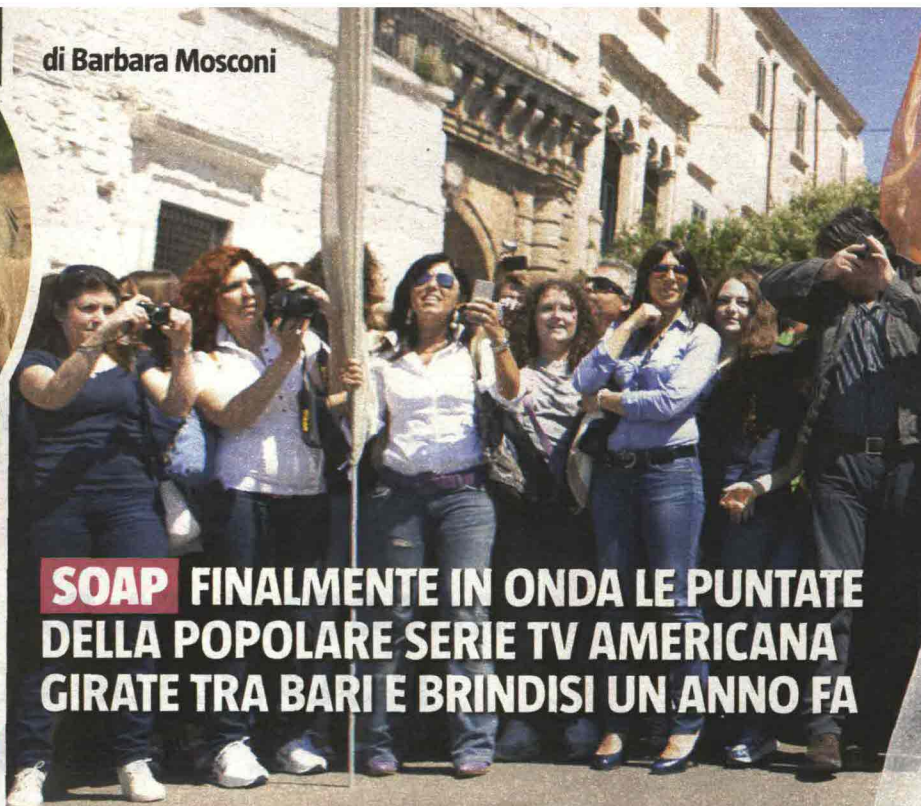 di Barbara Mosconi
SOAP FINALMENTE IN ONDA LE PUNTATE
DELLA POPOLARE SERIE TV AMERICANA
GIRATE TRA BARI E BRINDISI UN ANNO FA